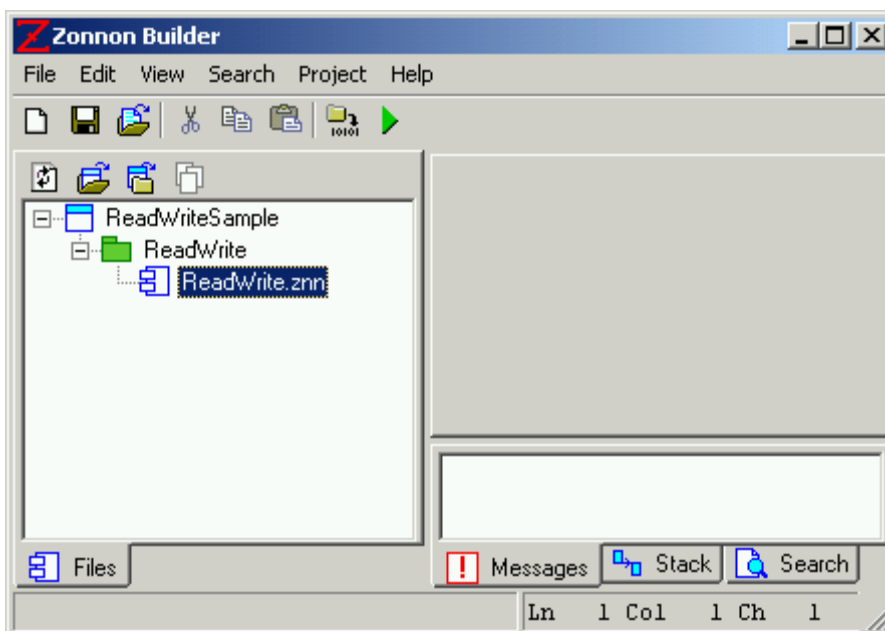 Zonnon Builder
File Edit View Search Project Help
10101
ReadWriteSample
ReadWrite
ReadWrite.znn
Files
Messages Stack Search
Ln 1 Col 1 Ch 1